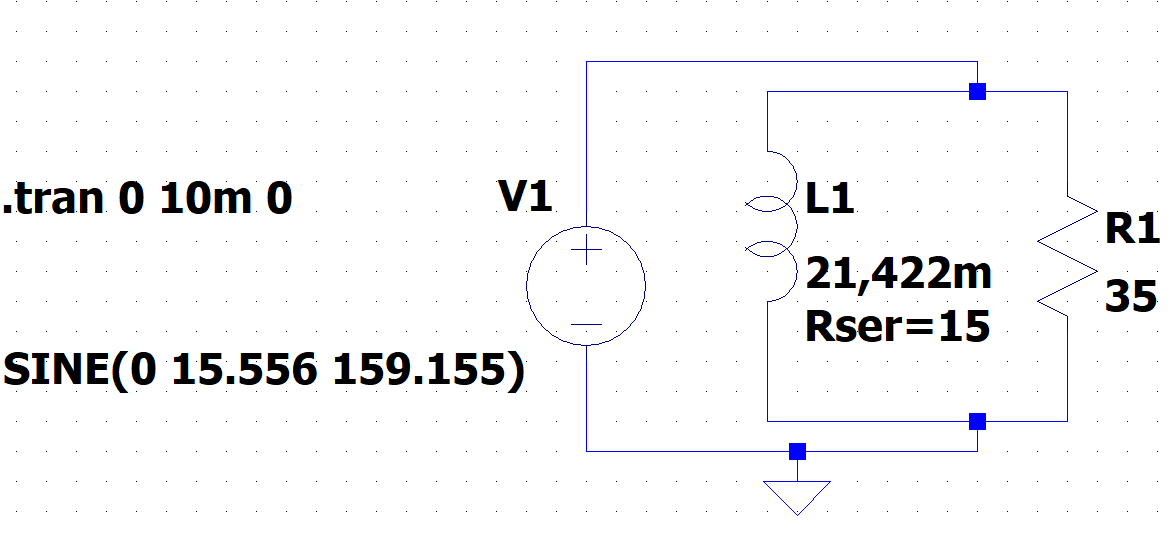 .tran 0 10m 0
V1
L1
R1
21,422m
35
Rser=15
SINE(0 15.556 159.155)